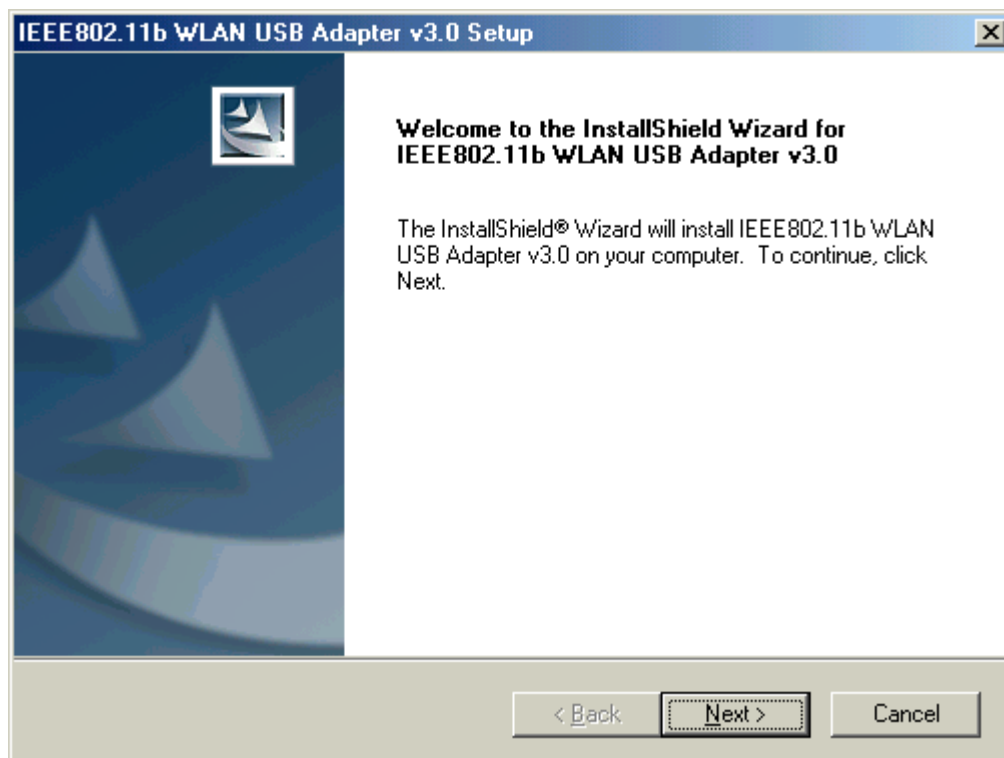 IEEE802.11b WLAN USB Adapter v3.0 Setup
Welcome to the InstallShield Wizard for
IEEE802.11b WLAN USB Adapter v3.0
The InstallShield® Wizard will install IEEE802.11b WLAN
USB Adapter v3.0 on your computer.  To continue, click
Next.
< Back
Next >
Cancel